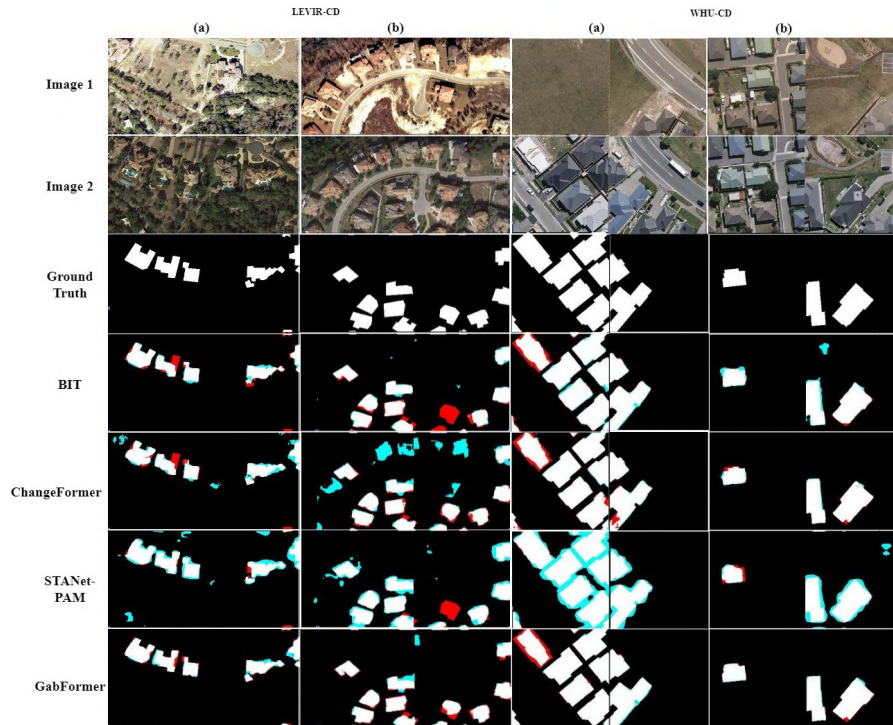 LEVIR-CD WHU-CD
(a) (b) (a) (b)
Image 1
Image 2
Ground
Truth
BIT
ChangeFormer
STANet-
PAM
GabFormer